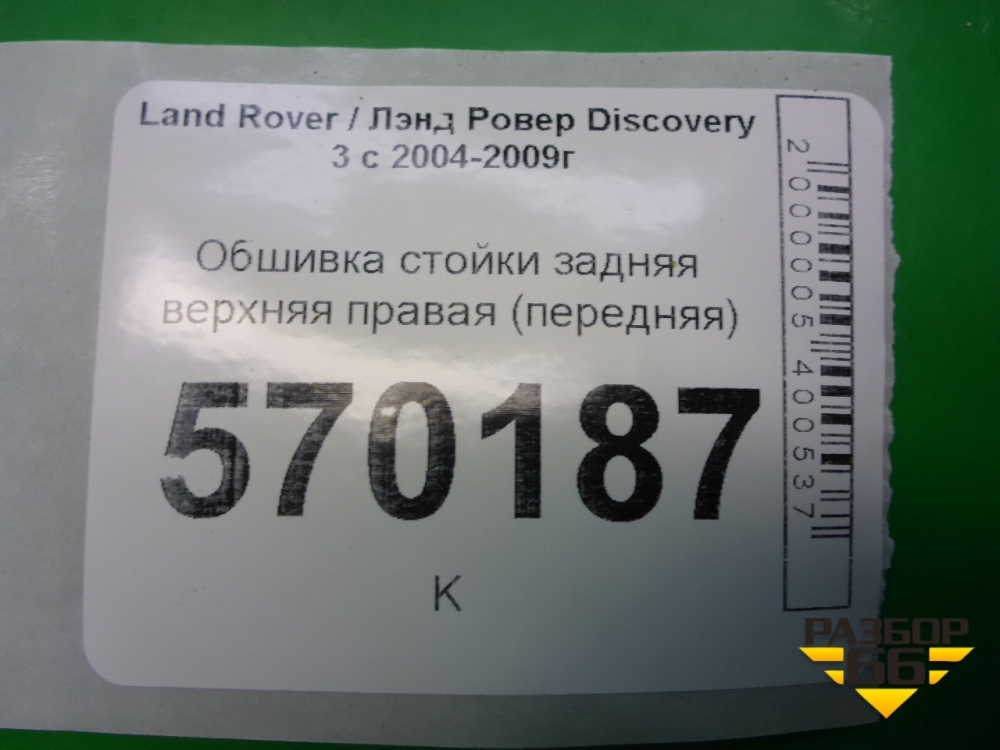 Land Rover / Лэнд Ровер Discovery
3 с 2004-2009г
Обшивка стойки задняя
верхняя правая (передняя)
570187
К
2000005400537
РАЗБОР
66